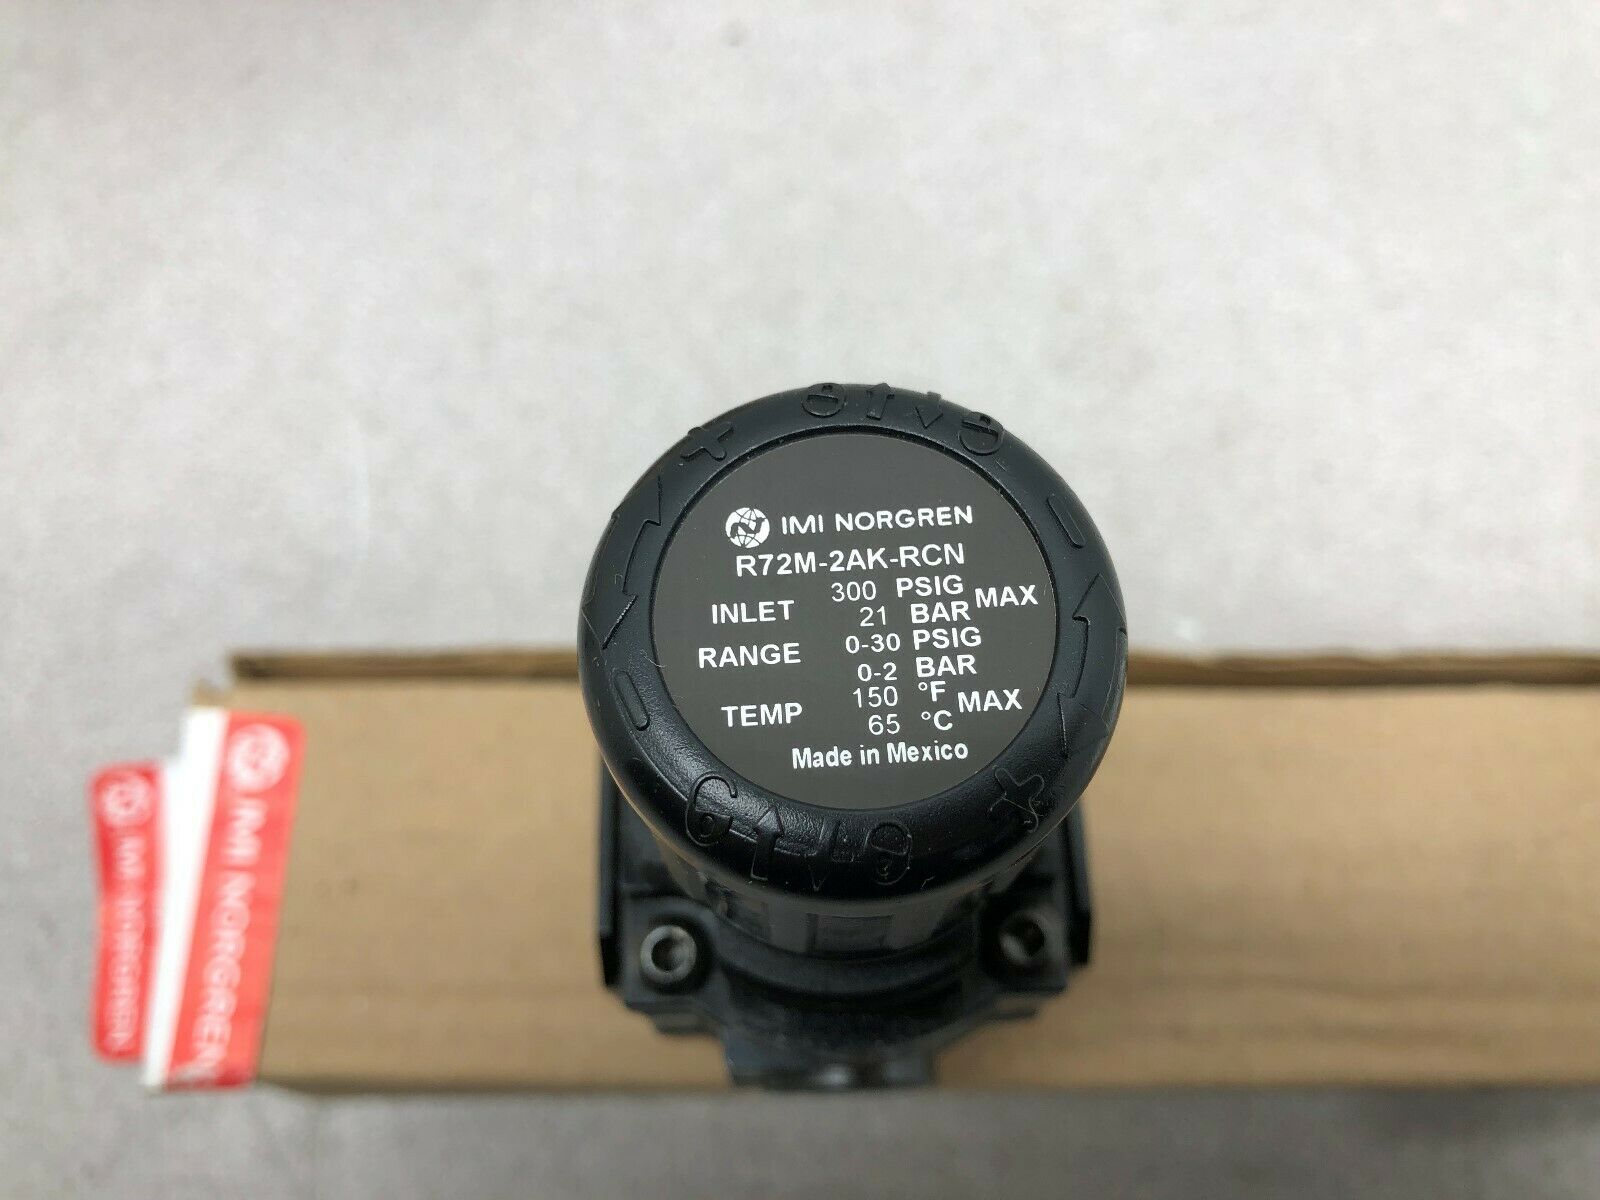 IMI NORGREN
R72M-2AK-RCN
INLET 300 PSIG MAX
21 BAR
RANGE 0-30 PSIG
0-2 BAR
TEMP 150 °F MAX
65 °C
Made in Mexico
IMI NORGREN
IMI NORGREN